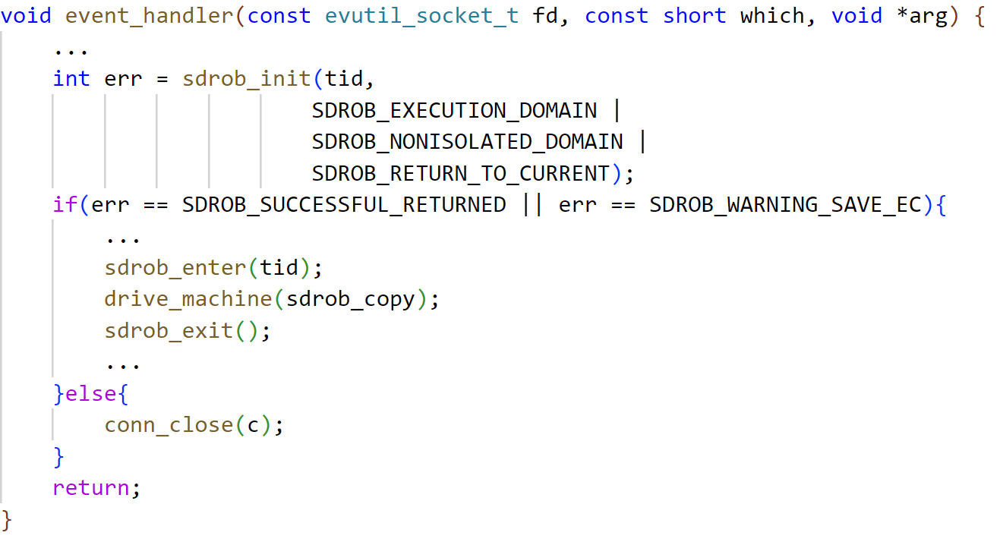 void event_handler(const evutil_socket_t fd, const short which, void *arg) {
    ...
    int err = sdrob_init(tid,
                        SDROB_EXECUTION_DOMAIN |
                        SDROB_NONISOLATED_DOMAIN |
                        SDROB_RETURN_TO_CURRENT);
    if(err == SDROB_SUCCESSFUL_RETURNED || err == SDROB_WARNING_SAVE_EC){
        ...
        sdrob_enter(tid);
        drive_machine(sdrob_copy);
        sdrob_exit();
        ...
    }else{
        conn_close(c);
    }
    return;
}